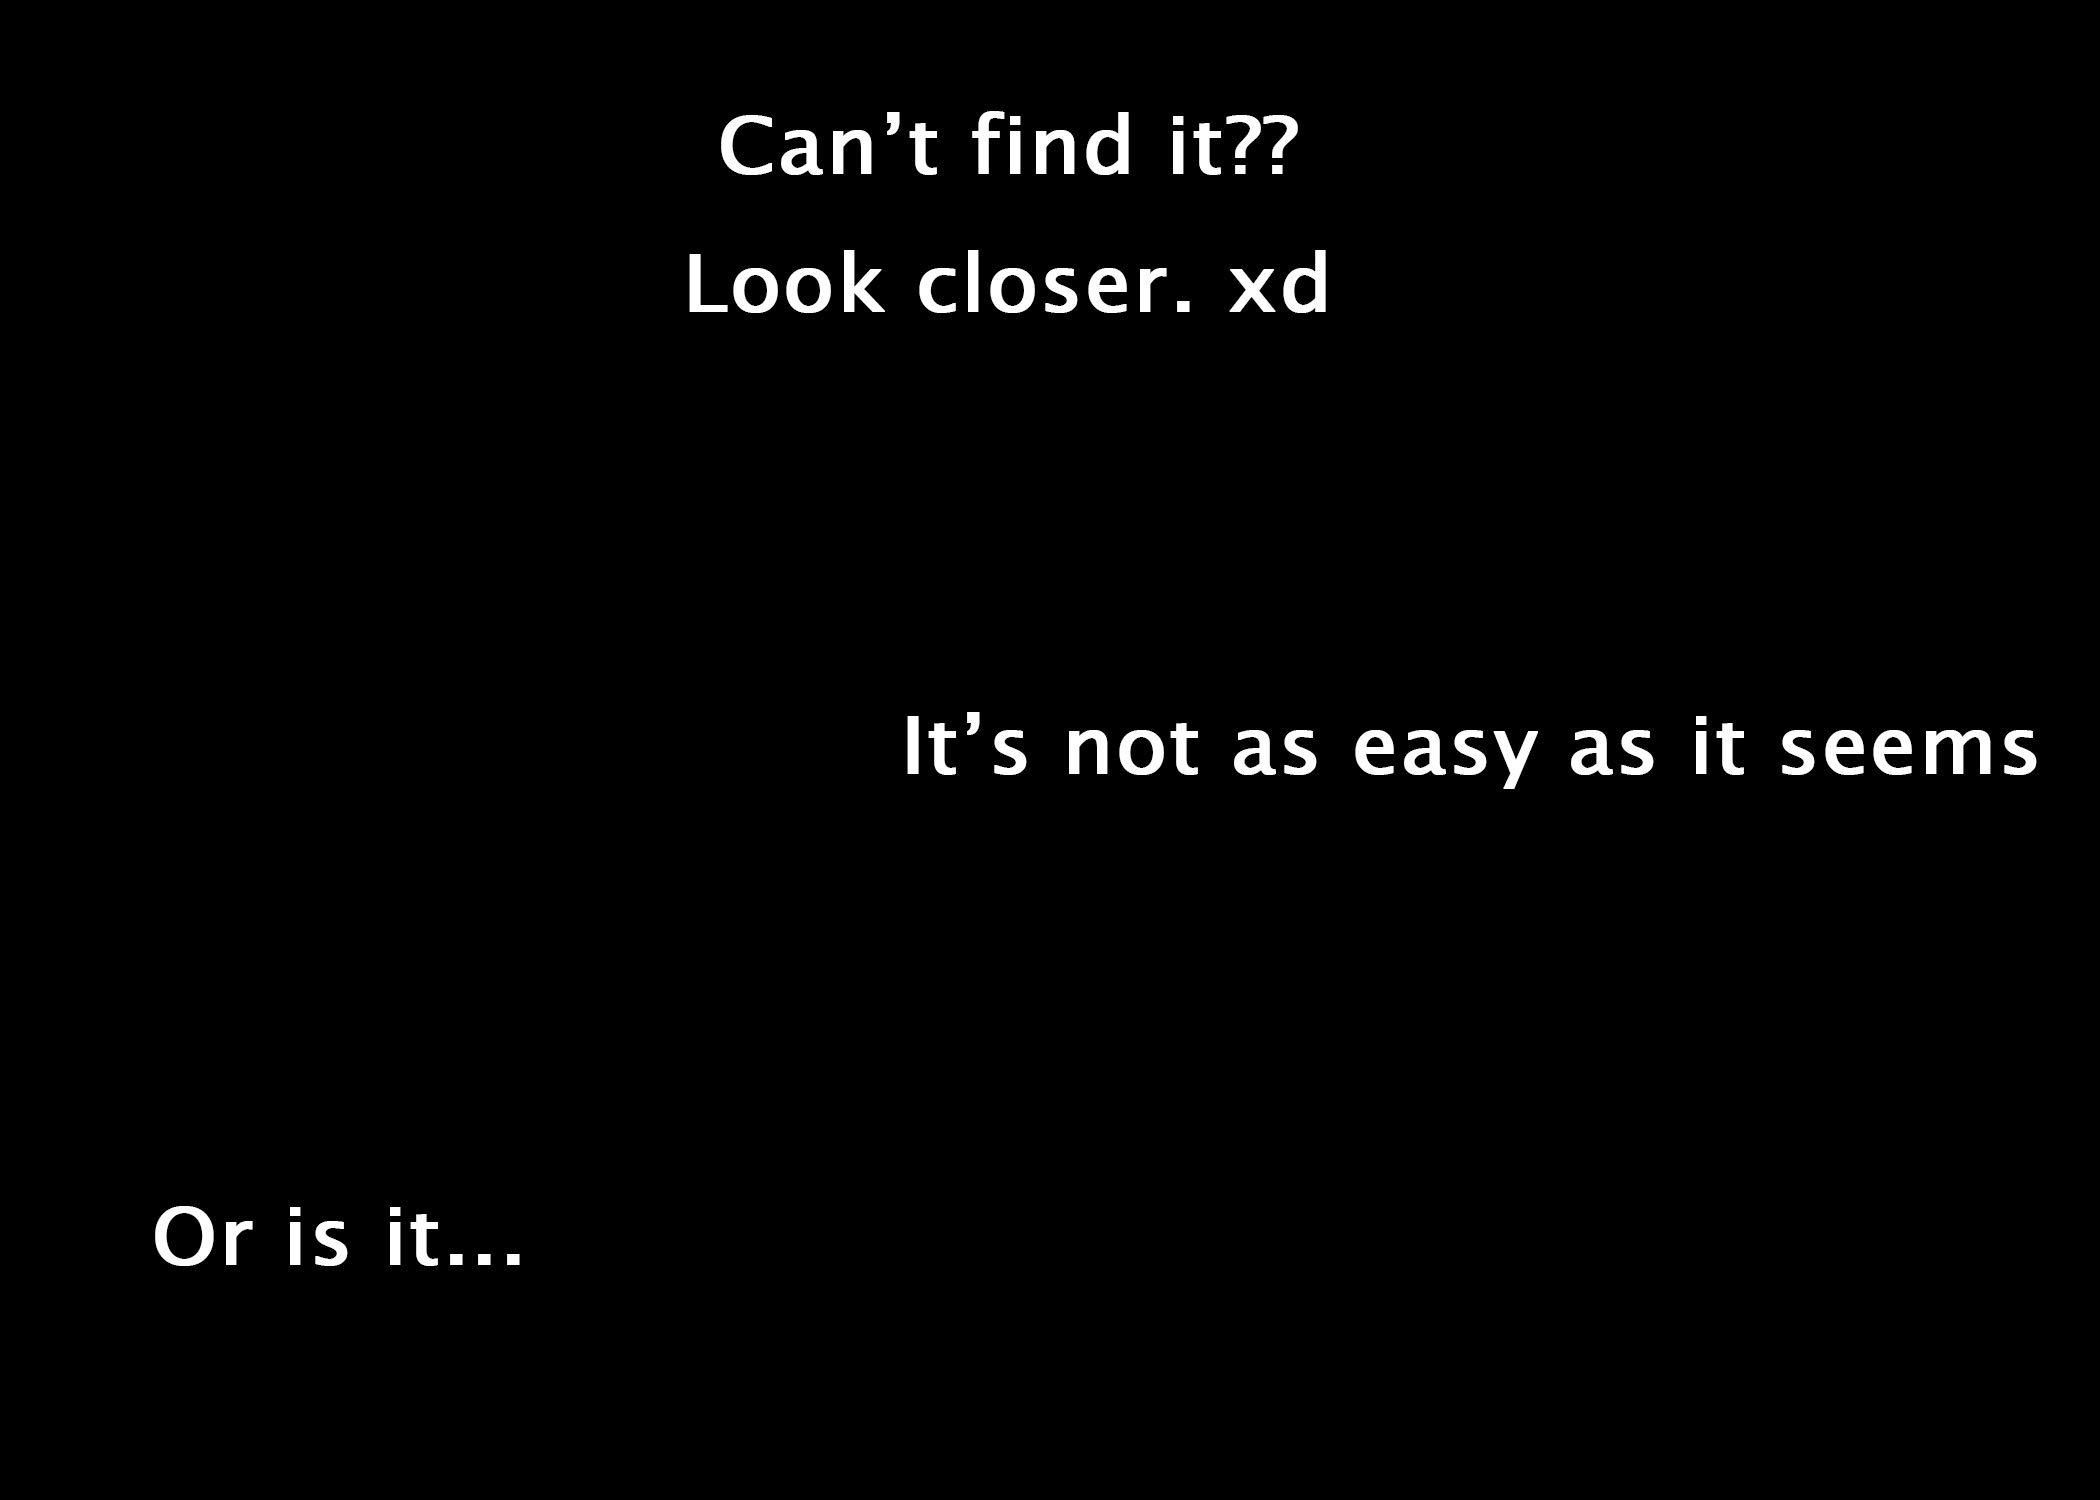 Can’t find it??
Look closer. xd
It’s not as easy as it seems
Or is it...